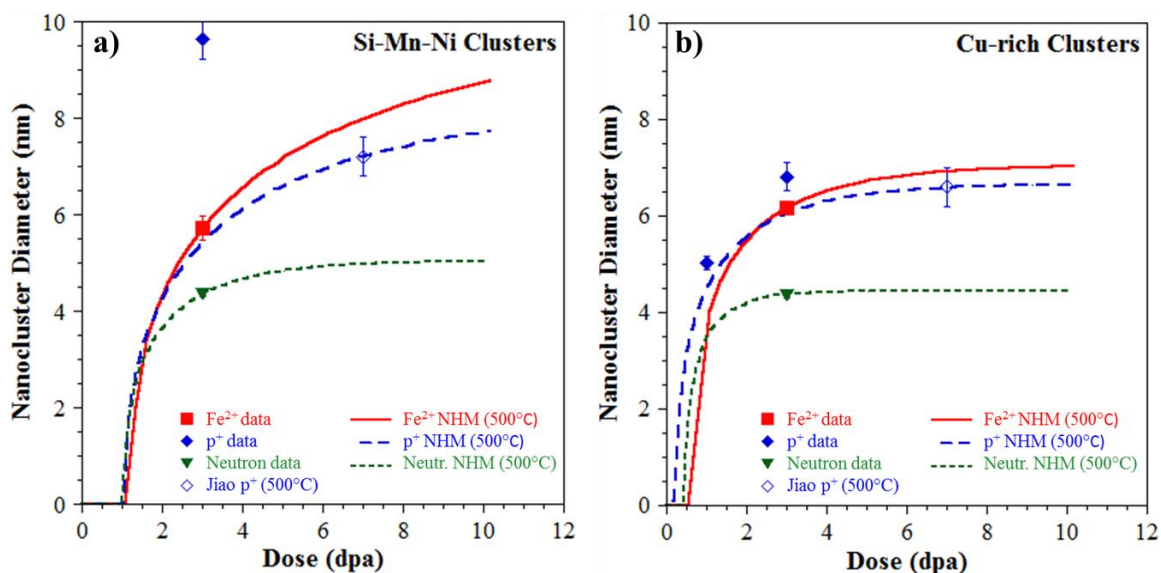 a)
Si-Mn-Ni Clusters
Nanocluster Diameter (nm)
10
8
6
4
2
0
Fe²⁺ data
p⁺ data
Neutron data
Jiao p⁺ (500°C)
Fe²⁺ NHM (500°C)
p⁺ NHM (500°C)
Neutr. NHM (500°C)
0 2 4 6 8 10 12
Dose (dpa)
b)
Cu-rich Clusters
Nanocluster Diameter (nm)
10
8
6
4
2
0
Fe²⁺ data
p⁺ data
Neutron data
Jiao p⁺ (500°C)
Fe²⁺ NHM (500°C)
p⁺ NHM (500°C)
Neutr. NHM (500°C)
0 2 4 6 8 10 12
Dose (dpa)